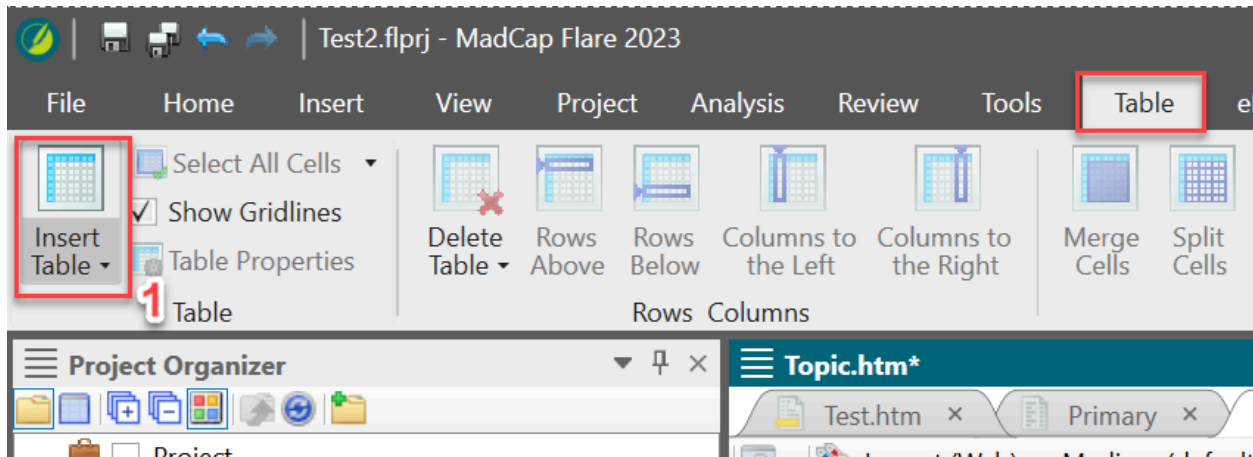 Test2.flprj - MadCap Flare 2023
File Home Insert View Project Analysis Review Tools Table
Insert Table
1
Select All Cells
Show Gridlines
Table Properties
Table
Delete Table
Rows Above
Rows Below
Columns to the Left
Columns to the Right
Rows Columns
Merge Cells
Split Cells
Project Organizer
Topic.htm*
Test.htm
Primary
Project